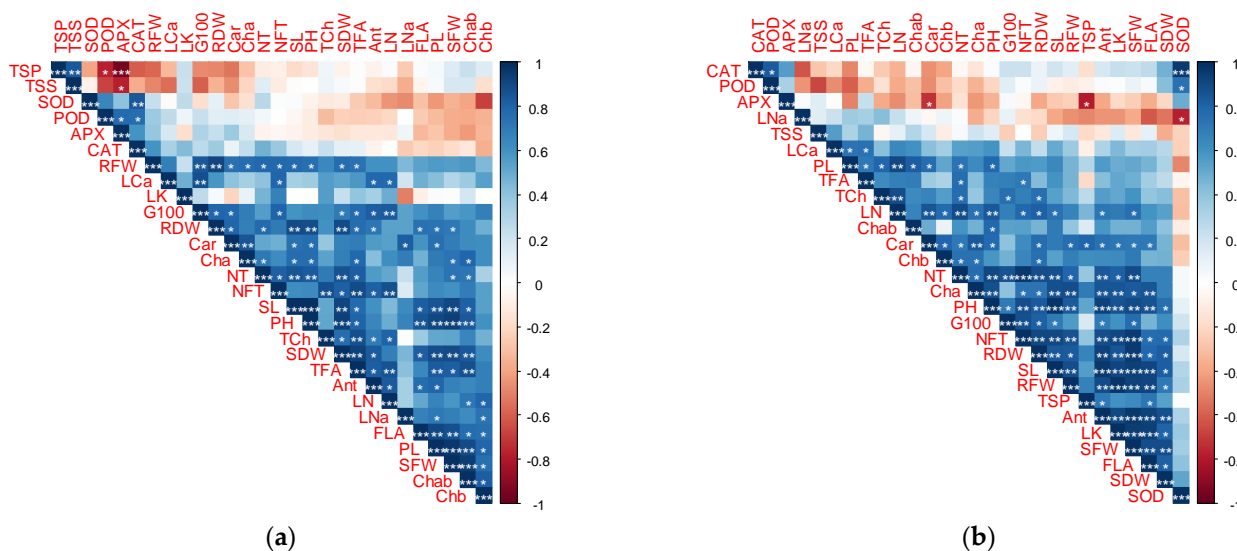 TSP TSS SOD POD APX CAT RFW LCa LK G100 RDW Car Cha NT NFT SL PH TCh SDW TFA Ant LN LNa FLA PL SFW Chab Chb
TSP
TSS
SOD
POD
APX
CAT
RFW
LCa
LK
G100
RDW
Car
Cha
NT
NFT
SL
PH
TCh
SDW
TFA
Ant
LN
LNa
FLA
PL
SFW
Chab
Chb
1
0.8
0.6
0.4
0.2
0
-0.2
-0.4
-0.6
-0.8
-1
(a)
CAT POD APX LNa TSS LCa PL TFA TCh LN Chab Car Chb NT Cha PH G100 NFT RDW SL RFW TSP Ant LK SFW FLA SDW SOD
CAT
POD
APX
LNa
TSS
LCa
PL
TFA
TCh
LN
Chab
Car
Chb
NT
Cha
PH
G100
NFT
RDW
SL
RFW
TSP
Ant
LK
SFW
FLA
SDW
SOD
1
(b)